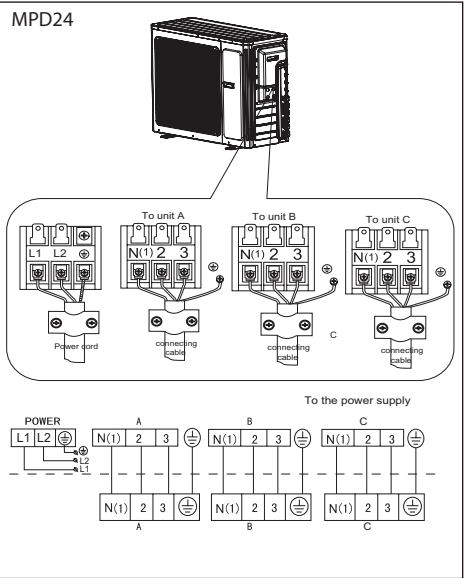 MPD24
To unit A
To unit B
To unit C
L1 L2
N(1) 2 3
N(1) 2 3
N(1) 2 3
Power cord
connecting
cable
connecting
cable
C
connecting
cable
To the power supply
POWER
A
B
C
L1 L2
N(1) 2 3
N(1) 2 3
N(1) 2 3
L2
L1
N(1) 2 3
N(1) 2 3
N(1) 2 3
A
B
C